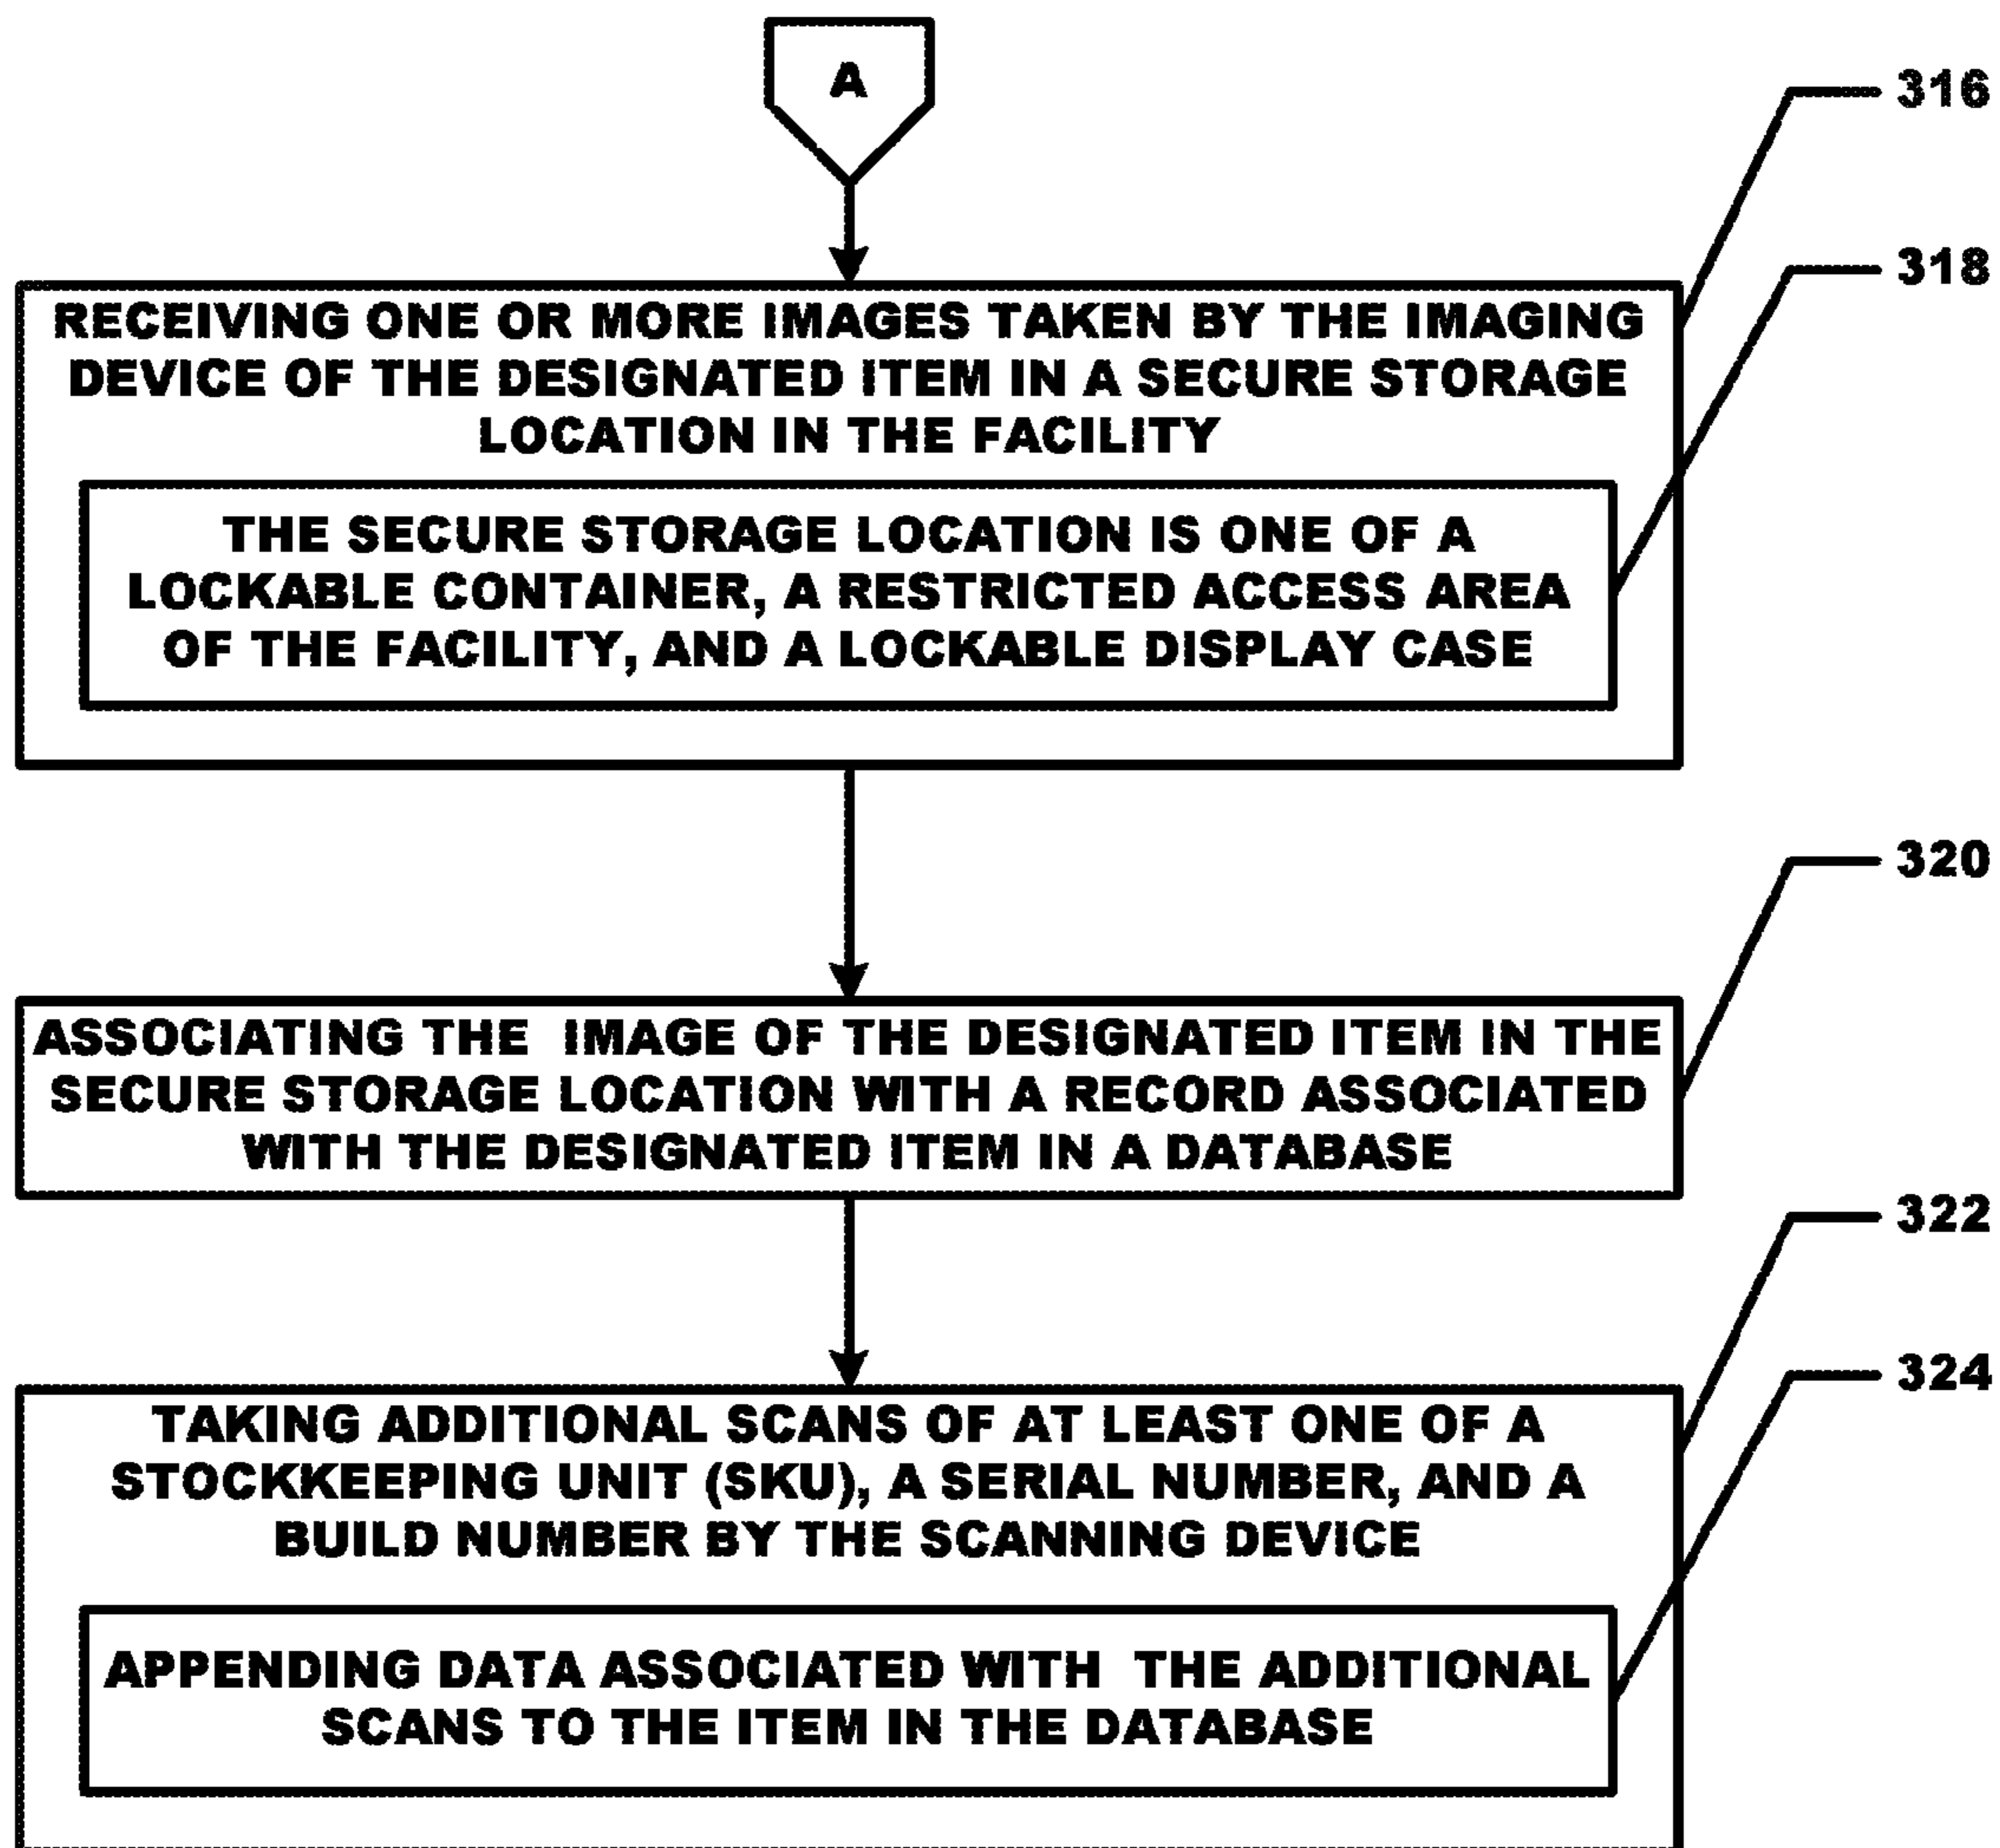 A
316
318
RECEIVING ONE OR MORE IMAGES TAKEN BY THE IMAGING
DEVICE OF THE DESIGNATED ITEM IN A SECURE STORAGE
LOCATION IN THE FACILITY
THE SECURE STORAGE LOCATION IS ONE OF A
LOCKABLE CONTAINER, A RESTRICTED ACCESS AREA
OF THE FACILITY, AND A LOCKABLE DISPLAY CASE
320
ASSOCIATING THE IMAGE OF THE DESIGNATED ITEM IN THE
SECURE STORAGE LOCATION WITH A RECORD ASSOCIATED
WITH THE DESIGNATED ITEM IN A DATABASE
322
324
TAKING ADDITIONAL SCANS OF AT LEAST ONE OF A
STOCKKEEPING UNIT (SKU), A SERIAL NUMBER, AND A
BUILD NUMBER BY THE SCANNING DEVICE
APPENDING DATA ASSOCIATED WITH THE ADDITIONAL
SCANS TO THE ITEM IN THE DATABASE